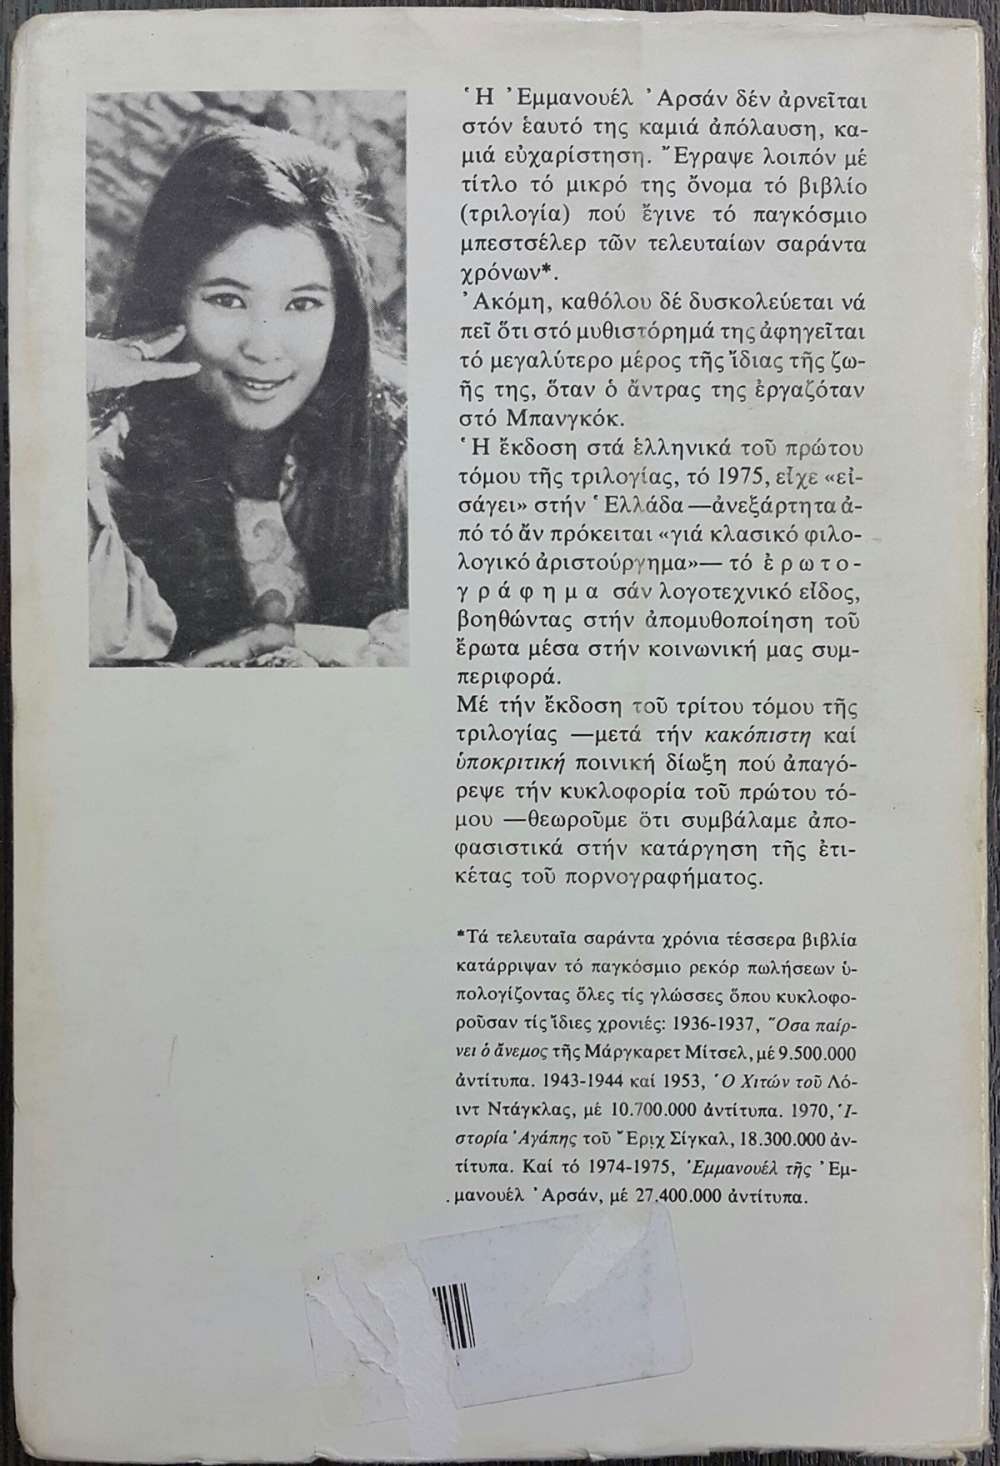 Ἡ Ἐμμανουέλ Ἀρσάν δέν ἀρνεῖται
στόν ἑαυτό της καμιά ἀπόλαυση, κα-
μιά εὐχαρίστηση. Ἔγραψε λοιπόν μέ
τίτλο τό μικρό της ὄνομα τό βιβλίο
(τριλογία) πού ἔγινε τό παγκόσμιο
μπεστσέλερ τῶν τελευταίων σαράντα
χρόνων*.
Ἀκόμη, καθόλου δέ δυσκολεύεται νά
πεῖ ὅτι στό μυθιστόρημά της ἀφηγεῖται
τό μεγαλύτερο μέρος τῆς ἴδιας τῆς ζω-
ῆς της, ὅταν ὁ ἄντρας της ἐργαζόταν
στό Μπανγκόκ.
Ἡ ἔκδοση στά ἑλληνικά τοῦ πρώτου
τόμου τῆς τριλογίας, τό 1975, εἶχε «εἰ-
σάγει» στήν Ἑλλάδα —ἀνεξάρτητα ἀ-
πό τό ἄν πρόκειται «γιά κλασικό φιλο-
λογικό ἀριστούργημα»— τό ἐ ρ ω τ ο -
γ ρ ά φ η μ α σάν λογοτεχνικό εἶδος,
βοηθώντας στήν ἀπομυθοποίηση τοῦ
ἔρωτα μέσα στήν κοινωνική μας συμ-
περιφορά.
Μέ τήν ἔκδοση τοῦ τρίτου τόμου τῆς
τριλογίας —μετά τήν κακόπιστη καί
ὑποκριτική ποινική δίωξη πού ἀπαγό-
ρεψε τήν κυκλοφορία τοῦ πρώτου τό-
μου —θεωροῦμε ὅτι συμβάλαμε ἀπο-
φασιστικά στήν κατάργηση τῆς ἐτι-
κέτας τοῦ πορνογραφήματος.
*Τά τελευταῖα σαράντα χρόνια τέσσερα βιβλία
κατάρριψαν τό παγκόσμιο ρεκόρ πωλήσεων ὑ-
πολογίζοντας ὅλες τίς γλῶσσες ὅπου κυκλοφο-
ροῦσαν τίς ἴδιες χρονιές: 1936-1937, Ὅσα παίρ-
νει ὁ ἄνεμος τῆς Μάργκαρετ Μίτσελ, μέ 9.500.000
ἀντίτυπα. 1943-1944 καί 1953, Ὁ Χιτών τοῦ Λό-
ιντ Ντάγκλας, μέ 10.700.000 ἀντίτυπα. 1970, Ἱ-
στορία Ἀγάπης τοῦ Ἔριχ Σίγκαλ, 18.300.000 ἀν-
τίτυπα. Καί τό 1974-1975, Ἐμμανουέλ τῆς Ἐμ-
μανουέλ Ἀρσάν, μέ 27.400.000 ἀντίτυπα.